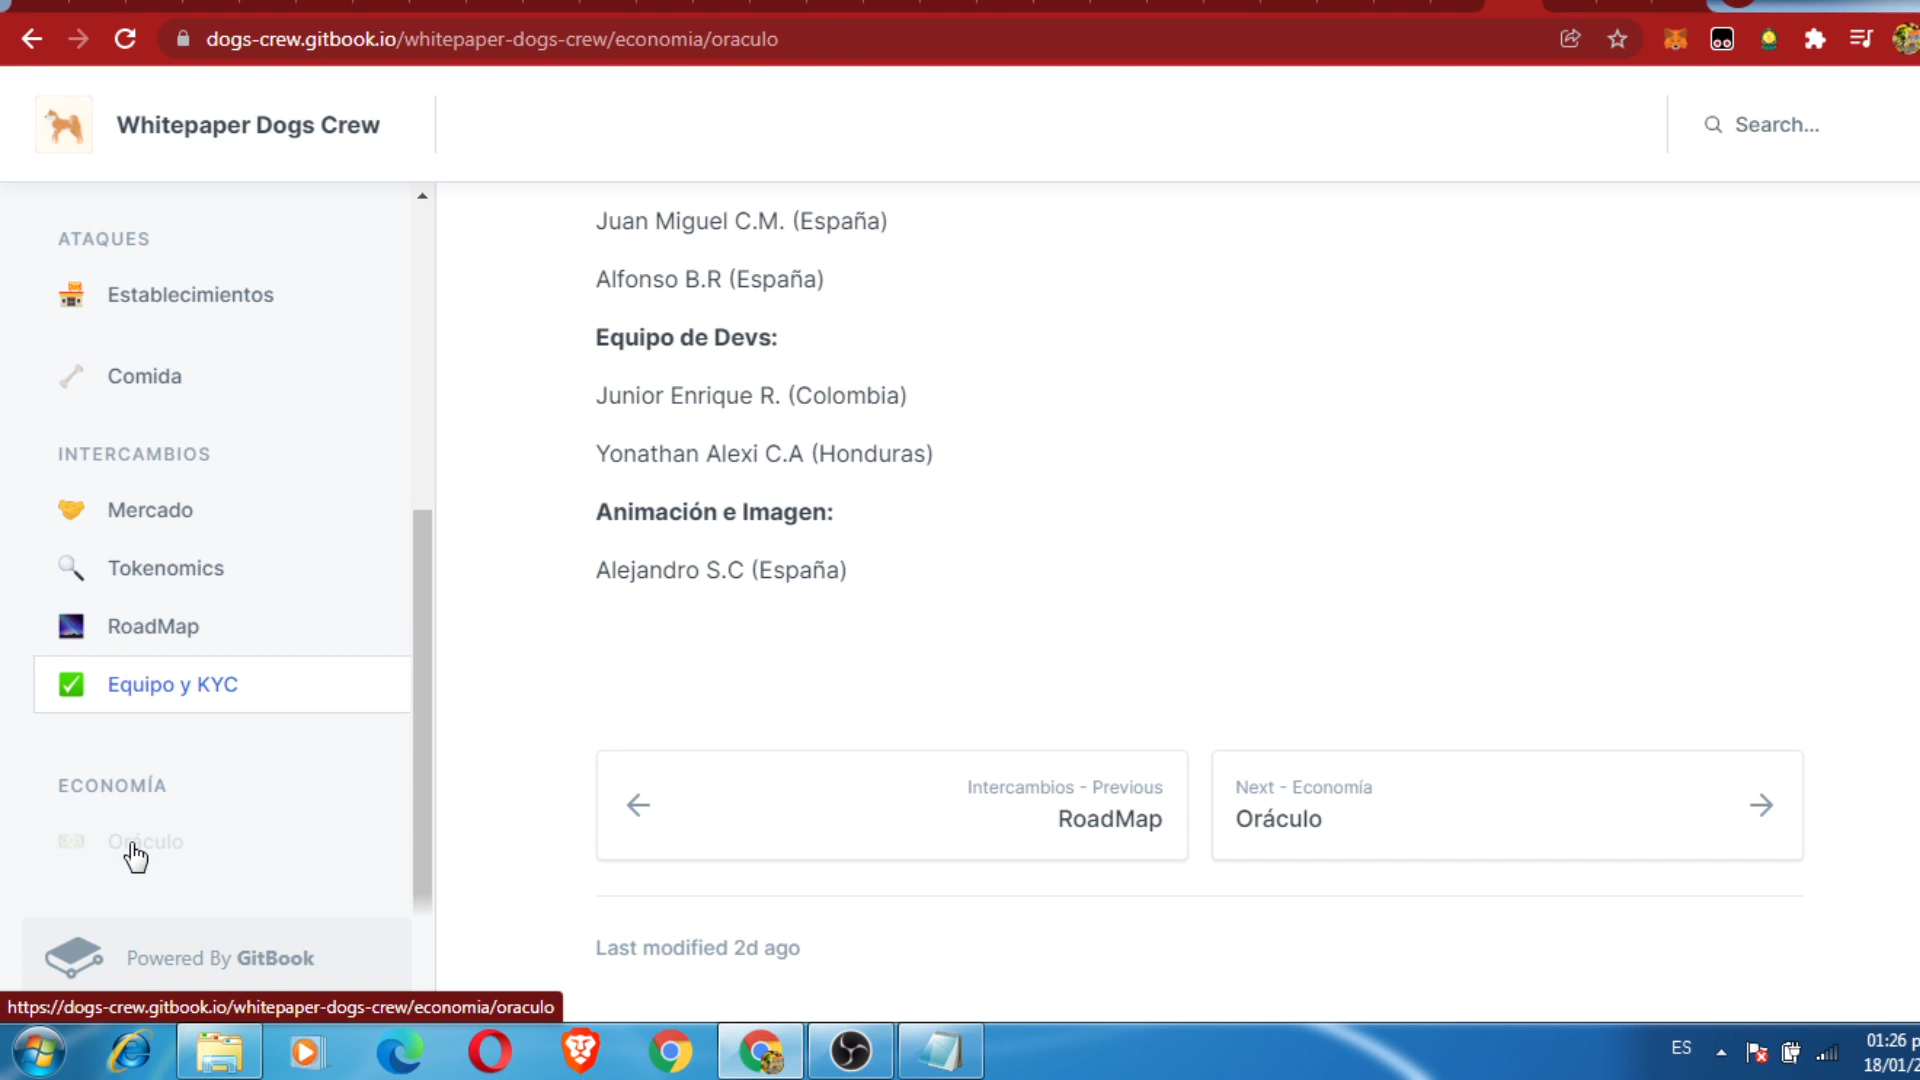 dogs-crew.gitbook.io/whitepaper-dogs-crew/economia/oraculo
Whitepaper Dogs Crew
Search...
ATAQUES
Establecimientos
Comida
INTERCAMBIOS
Mercado
Tokenomics
RoadMap
Equipo y KYC
ECONOMÍA
Oráculo
Powered By GitBook
Juan Miguel C.M. (España)
Alfonso B.R (España)
Equipo de Devs:
Junior Enrique R. (Colombia)
Yonathan Alexi C.A (Honduras)
Animación e Imagen:
Alejandro S.C (España)
Intercambios - Previous
RoadMap
Next - Economía
Oráculo
Last modified 2d ago
https://dogs-crew.gitbook.io/whitepaper-dogs-crew/economia/oraculo
ES
01:26 p
18/01/2